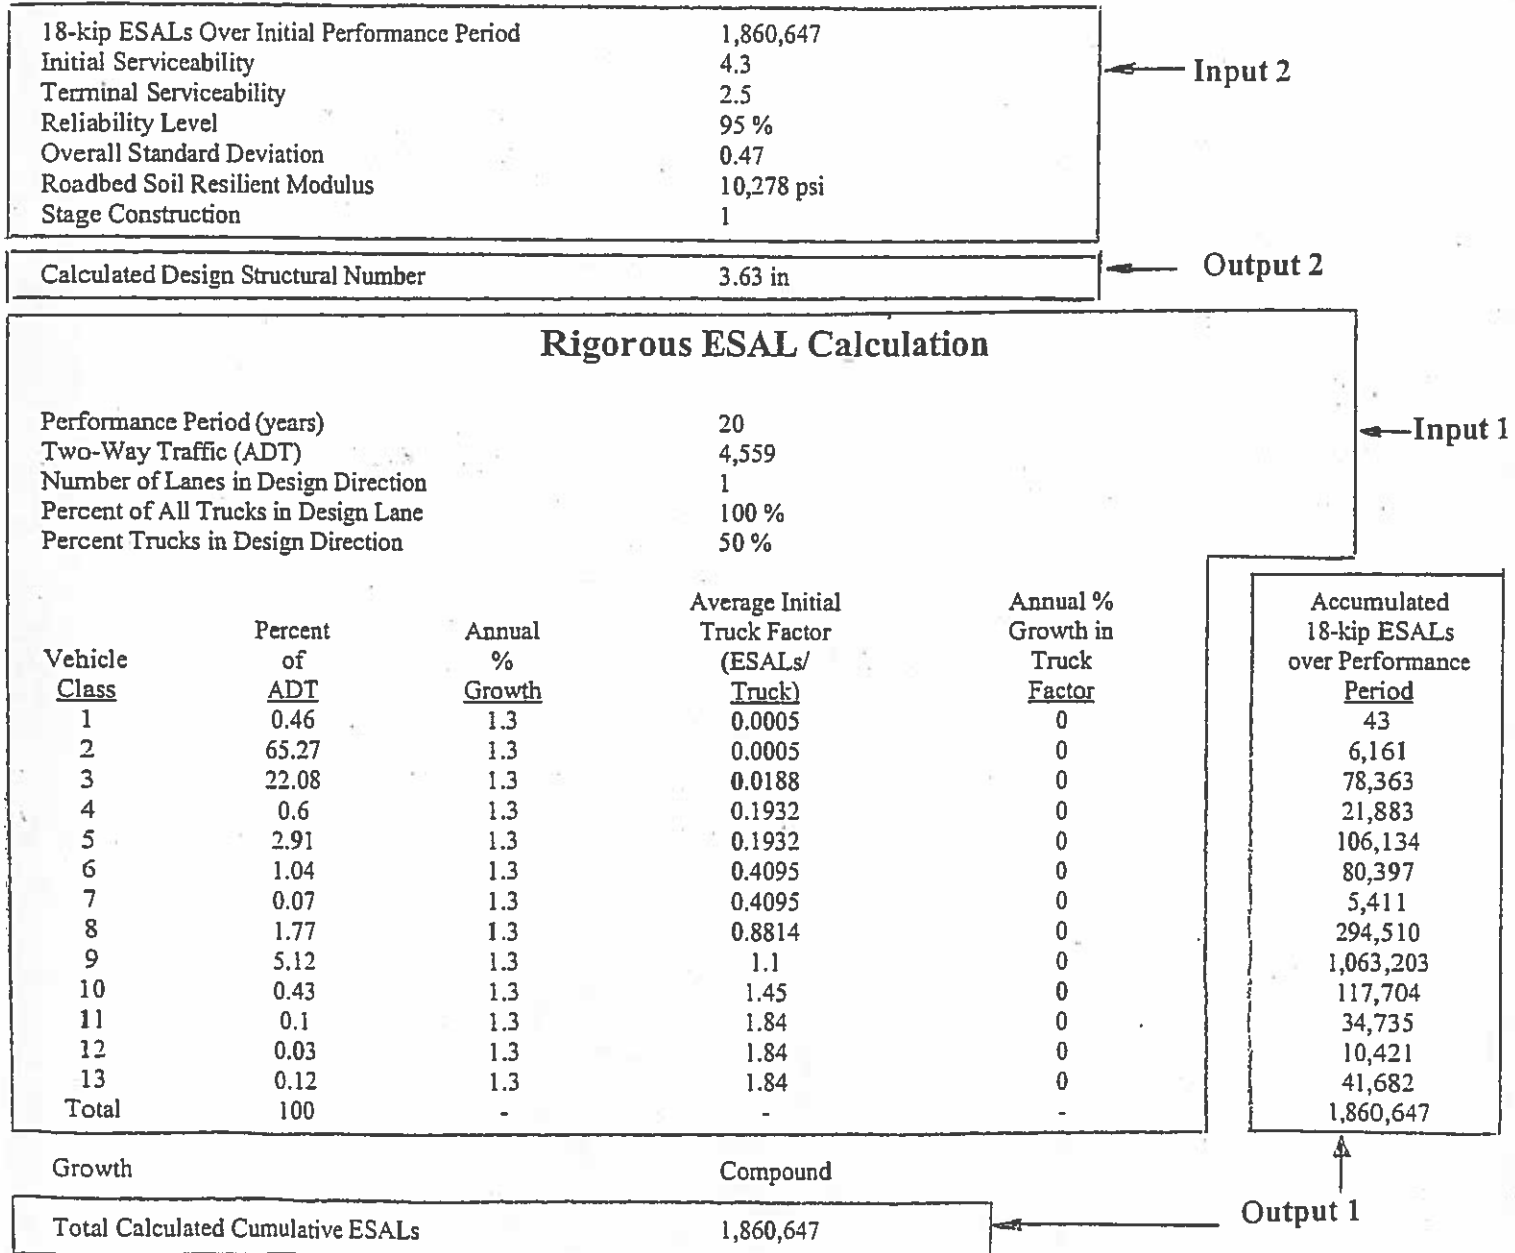 18-kip ESALs Over Initial Performance Period 1,860,647
Initial Serviceability 4.3
Terminal Serviceability 2.5
Reliability Level 95 %
Overall Standard Deviation 0.47
Roadbed Soil Resilient Modulus 10,278 psi
Stage Construction 1
Input 2
Calculated Design Structural Number 3.63 in
Output 2
Rigorous ESAL Calculation
Performance Period (years) 20
Two-Way Traffic (ADT) 4,559
Number of Lanes in Design Direction 1
Percent of All Trucks in Design Lane 100 %
Percent Trucks in Design Direction 50 %
Input 1
Average Initial Annual % Accumulated
Percent Annual Truck Factor Growth in 18-kip ESALs
Vehicle of % (ESALs/ Truck over Performance
Class ADT Growth Truck) Factor Period
1 0.46 1.3 0.0005 0 43
2 65.27 1.3 0.0005 0 6,161
3 22.08 1.3 0.0188 0 78,363
4 0.6 1.3 0.1932 0 21,883
5 2.91 1.3 0.1932 0 106,134
6 1.04 1.3 0.4095 0 80,397
7 0.07 1.3 0.4095 0 5,411
8 1.77 1.3 0.8814 0 294,510
9 5.12 1.3 1.1 0 1,063,203
10 0.43 1.3 1.45 0 117,704
11 0.1 1.3 1.84 0 34,735
12 0.03 1.3 1.84 0 10,421
13 0.12 1.3 1.84 0 41,682
Total 100 - - - 1,860,647
Growth Compound
Total Calculated Cumulative ESALs 1,860,647
Output 1